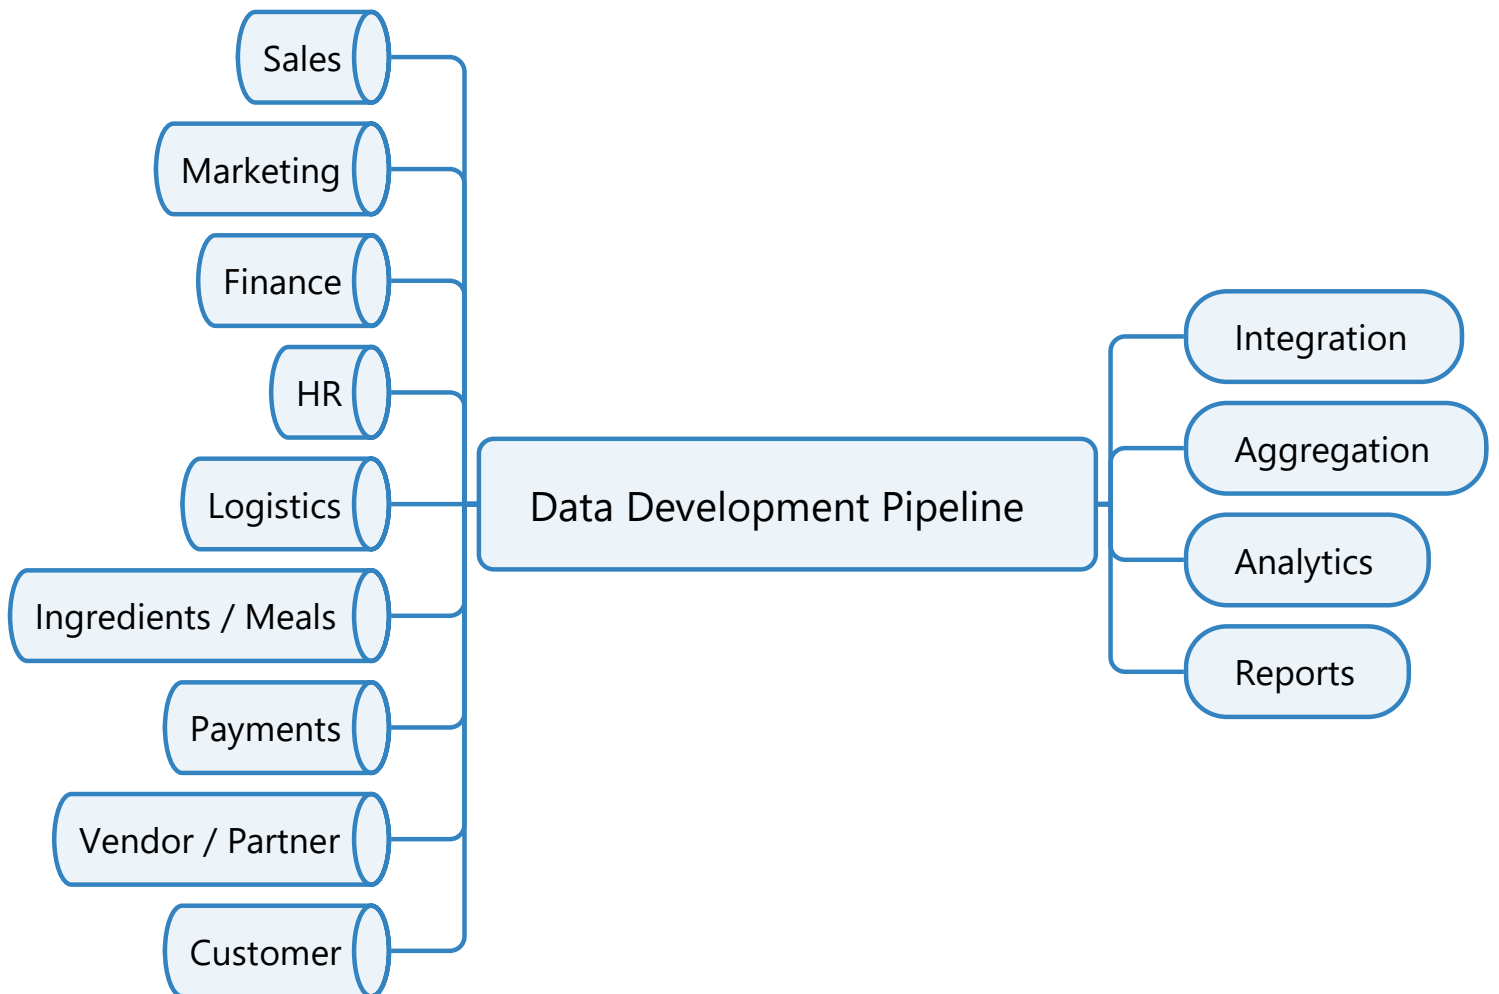 Sales
Marketing
Finance
HR
Logistics
Ingredients / Meals
Payments
Vendor / Partner
Customer
Data Development Pipeline
Integration
Aggregation
Analytics
Reports